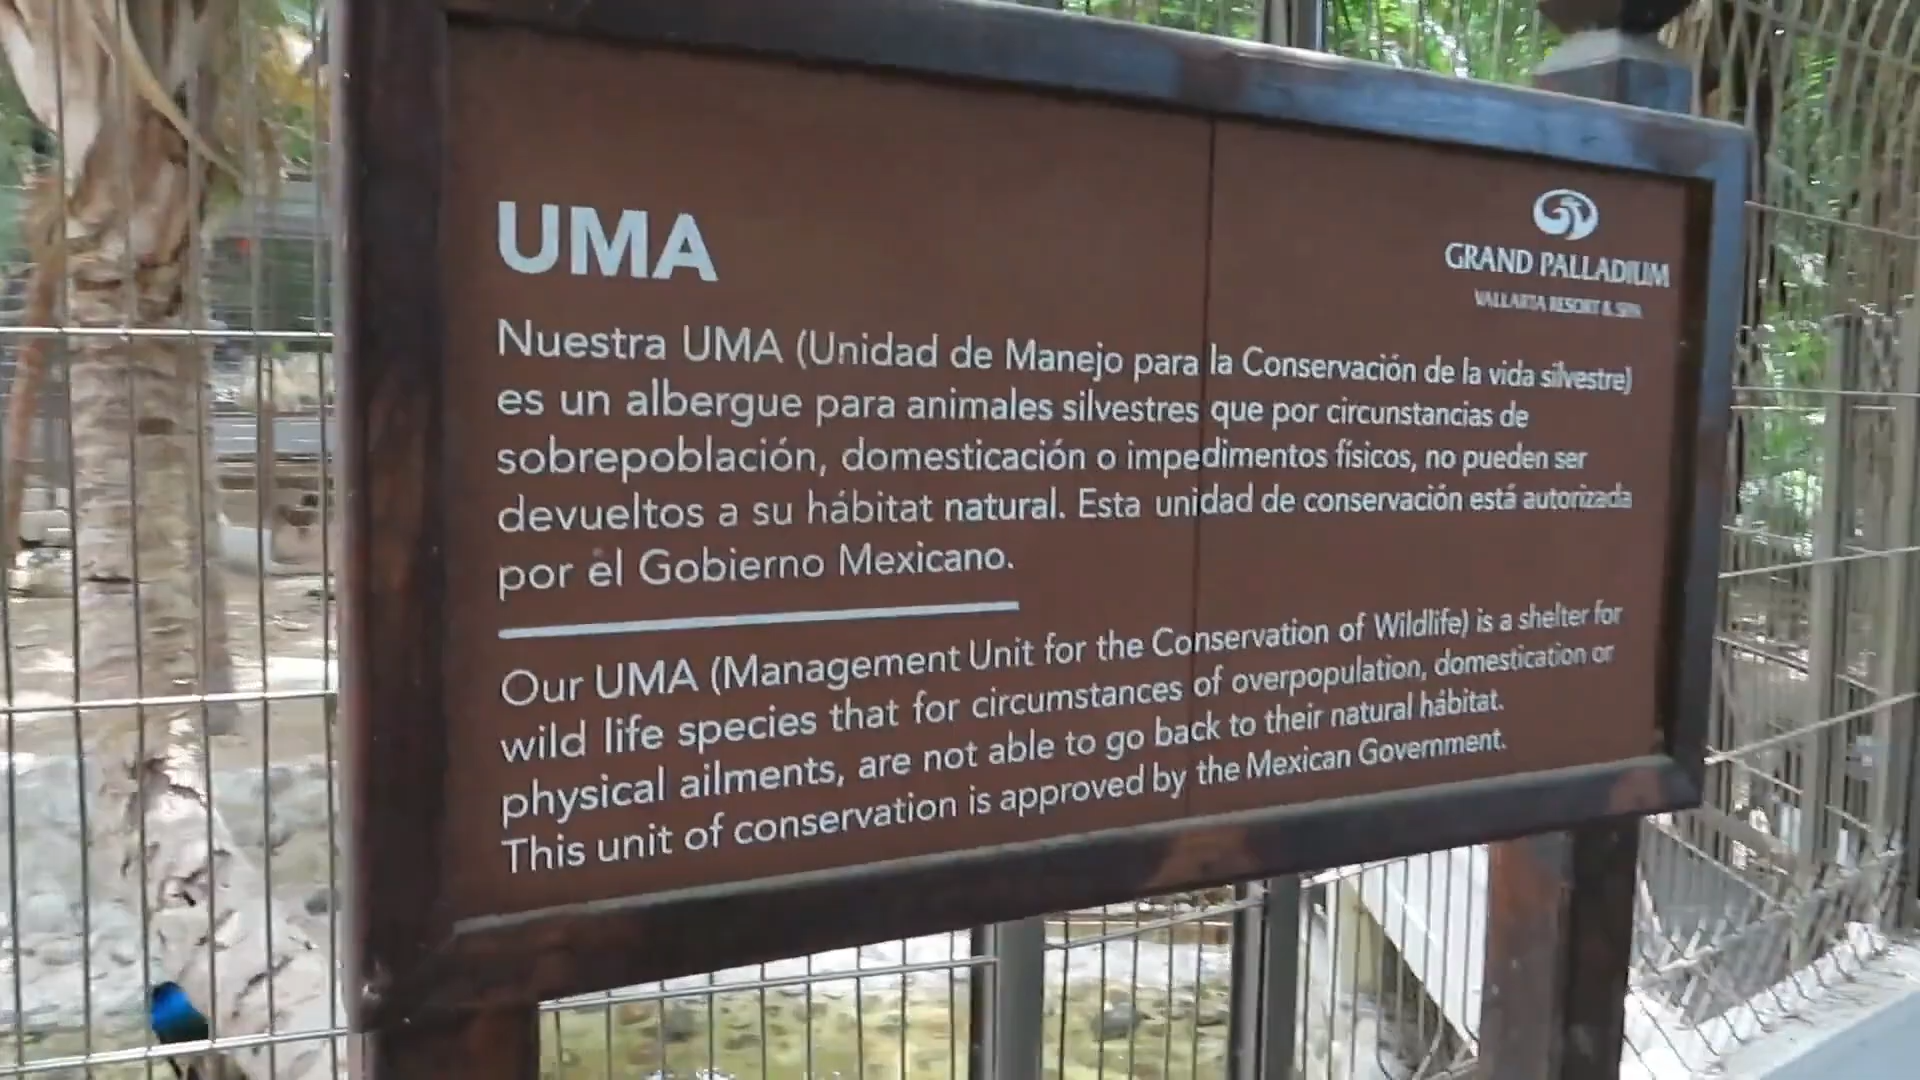 UMA
GRAND PALLADIUM
VALLARTA RESORT & SPA
Nuestra UMA (Unidad de Manejo para la Conservación de la vida silvestre)
es un albergue para animales silvestres que por circunstancias de
sobrepoblación, domesticación o impedimentos físicos, no pueden ser
devueltos a su hábitat natural. Esta unidad de conservación está autorizada
por el Gobierno Mexicano.
Our UMA (Management Unit for the Conservation of Wildlife) is a shelter for
wild life species that for circumstances of overpopulation, domestication or
physical ailments, are not able to go back to their natural hábitat.
This unit of conservation is approved by the Mexican Government.